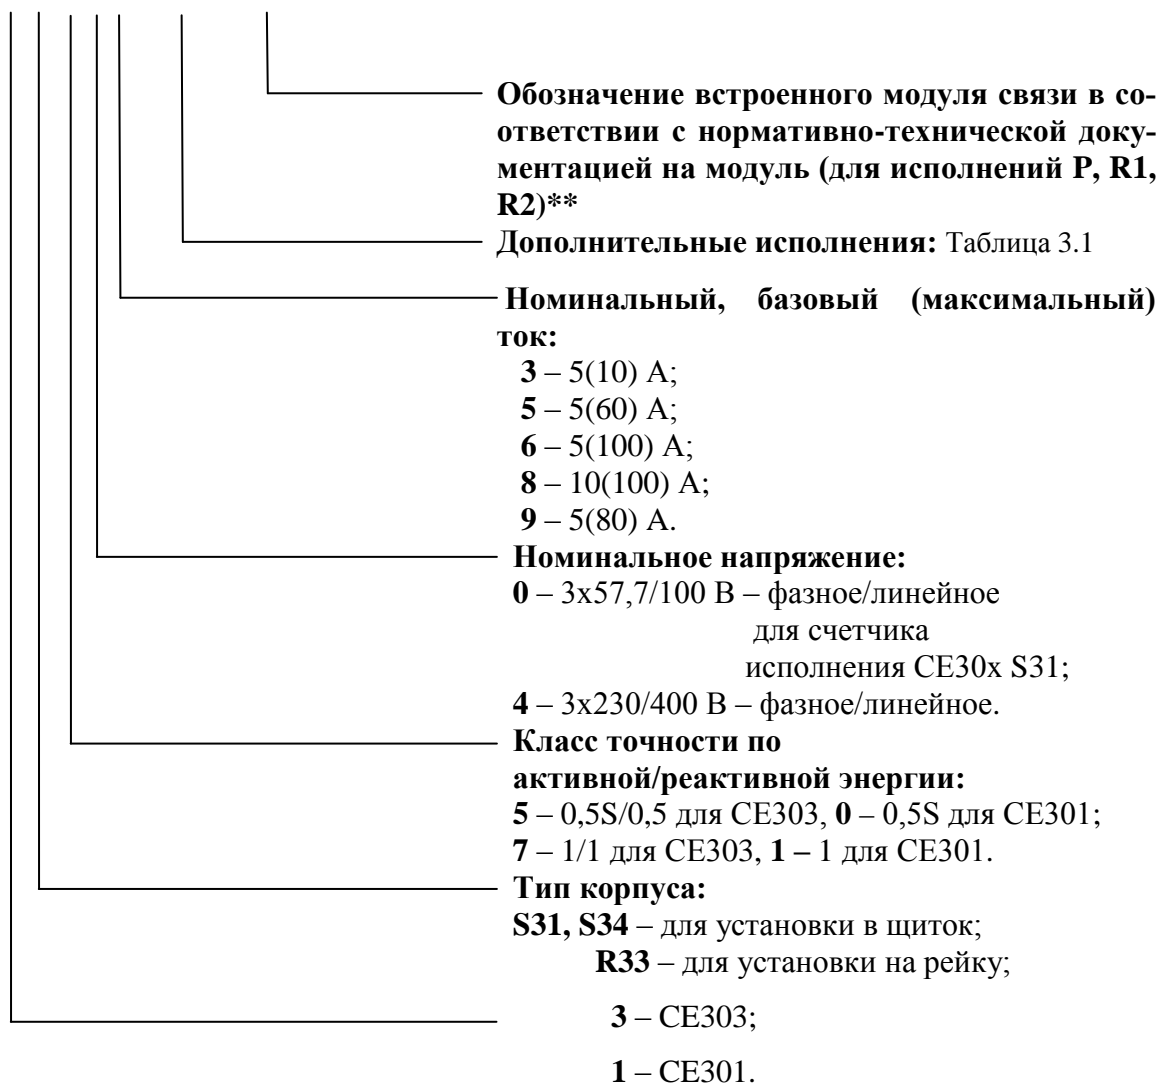 Обозначение встроенного модуля связи в со-
ответствии с нормативно-технической доку-
ментацией на модуль (для исполнений P, R1,
R2)**
Дополнительные исполнения: Таблица 3.1
Номинальный, базовый (максимальный)
ток:
3 – 5(10) А;
5 – 5(60) А;
6 – 5(100) А;
8 – 10(100) А;
9 – 5(80) А.
Номинальное напряжение:
0 – 3x57,7/100 В – фазное/линейное
для счетчика
исполнения CE30x S31;
4 – 3x230/400 В – фазное/линейное.
Класс точности по
активной/реактивной энергии:
5 – 0,5S/0,5 для CE303, 0 – 0,5S для CE301;
7 – 1/1 для CE303, 1 – 1 для CE301.
Тип корпуса:
S31, S34 – для установки в щиток;
R33 – для установки на рейку;
3 – CE303;
1 – CE301.